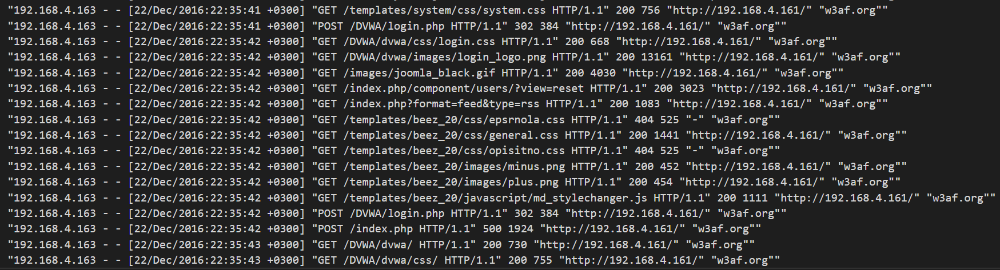 "192.168.4.163 - - [22/Dec/2016:22:35:41 +0300] "GET /templates/system/css/system.css HTTP/1.1" 200 756 "http://192.168.4.161/" "w3af.org""
"192.168.4.163 - - [22/Dec/2016:22:35:41 +0300] "POST /DVWA/login.php HTTP/1.1" 302 384 "http://192.168.4.161/" "w3af.org""
"192.168.4.163 - - [22/Dec/2016:22:35:42 +0300] "GET /DVWA/dvwa/css/login.css HTTP/1.1" 200 668 "http://192.168.4.161/" "w3af.org""
"192.168.4.163 - - [22/Dec/2016:22:35:42 +0300] "GET /DVWA/dvwa/images/login_logo.png HTTP/1.1" 200 13161 "http://192.168.4.161/" "w3af.org""
"192.168.4.163 - - [22/Dec/2016:22:35:42 +0300] "GET /images/joomla_black.gif HTTP/1.1" 200 4030 "http://192.168.4.161/" "w3af.org""
"192.168.4.163 - - [22/Dec/2016:22:35:42 +0300] "GET /index.php/component/users/?view=reset HTTP/1.1" 200 3023 "http://192.168.4.161/" "w3af.org""
"192.168.4.163 - - [22/Dec/2016:22:35:42 +0300] "GET /index.php?format=feed&type=rss HTTP/1.1" 200 1083 "http://192.168.4.161/" "w3af.org""
"192.168.4.163 - - [22/Dec/2016:22:35:42 +0300] "GET /templates/beez_20/css/epsrnola.css HTTP/1.1" 404 525 "-" "w3af.org""
"192.168.4.163 - - [22/Dec/2016:22:35:42 +0300] "GET /templates/beez_20/css/general.css HTTP/1.1" 200 1441 "http://192.168.4.161/" "w3af.org""
"192.168.4.163 - - [22/Dec/2016:22:35:42 +0300] "GET /templates/beez_20/css/opisitno.css HTTP/1.1" 404 525 "-" "w3af.org""
"192.168.4.163 - - [22/Dec/2016:22:35:42 +0300] "GET /templates/beez_20/images/minus.png HTTP/1.1" 200 452 "http://192.168.4.161/" "w3af.org""
"192.168.4.163 - - [22/Dec/2016:22:35:42 +0300] "GET /templates/beez_20/images/plus.png HTTP/1.1" 200 454 "http://192.168.4.161/" "w3af.org""
"192.168.4.163 - - [22/Dec/2016:22:35:42 +0300] "GET /templates/beez_20/javascript/md_stylechanger.js HTTP/1.1" 200 1111 "http://192.168.4.161/" "w3af.org""
"192.168.4.163 - - [22/Dec/2016:22:35:42 +0300] "POST /DVWA/login.php HTTP/1.1" 302 384 "http://192.168.4.161/" "w3af.org""
"192.168.4.163 - - [22/Dec/2016:22:35:42 +0300] "POST /index.php HTTP/1.1" 500 1924 "http://192.168.4.161/" "w3af.org""
"192.168.4.163 - - [22/Dec/2016:22:35:43 +0300] "GET /DVWA/dvwa/ HTTP/1.1" 200 730 "http://192.168.4.161/" "w3af.org""
"192.168.4.163 - - [22/Dec/2016:22:35:43 +0300] "GET /DVWA/dvwa/css/ HTTP/1.1" 200 755 "http://192.168.4.161/" "w3af.org""